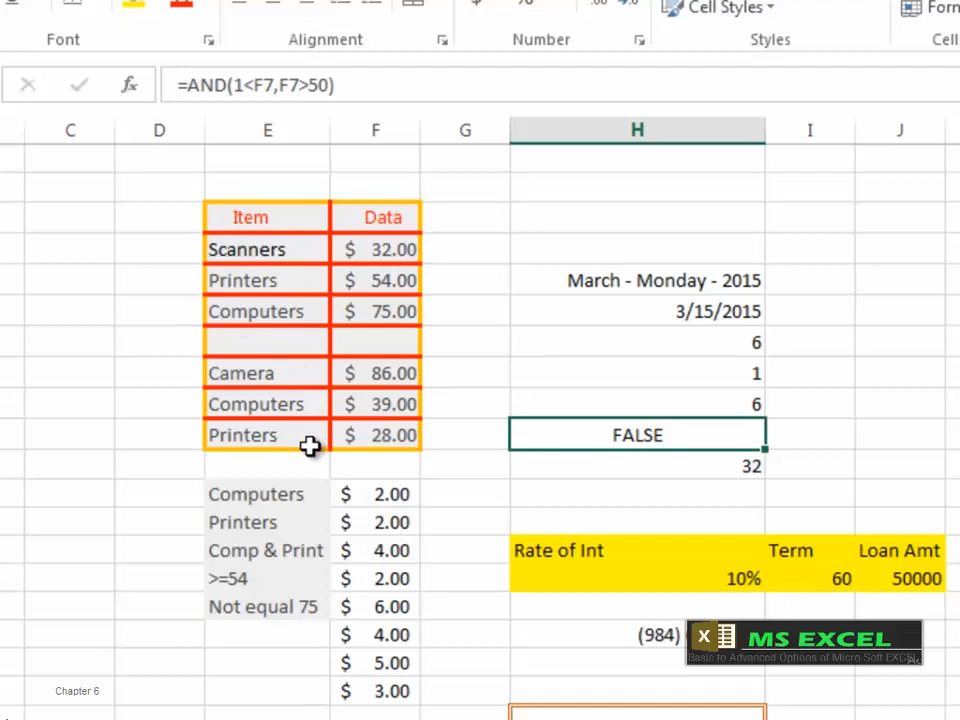 Cell Styles
Form
Font
Alignment
Number
Styles
Cel
fx
=AND(1<F7,F7>50)
C D E F G H I J
Item Data
Scanners $ 32.00
Printers $ 54.00 March - Monday - 2015
Computers $ 75.00 3/15/2015
6
Camera $ 86.00 1
Computers $ 39.00 6
Printers $ 28.00 FALSE
32
Computers $ 2.00
Printers $ 2.00
Comp & Print $ 4.00 Rate of Int Term Loan Amt
>=54 $ 2.00 10% 60 50000
Not equal 75 $ 6.00
$ 4.00 (984)
$ 5.00
$ 3.00
X MS EXCEL
Basic to Advanced Options of Micro Soft EXCEL
Chapter 6